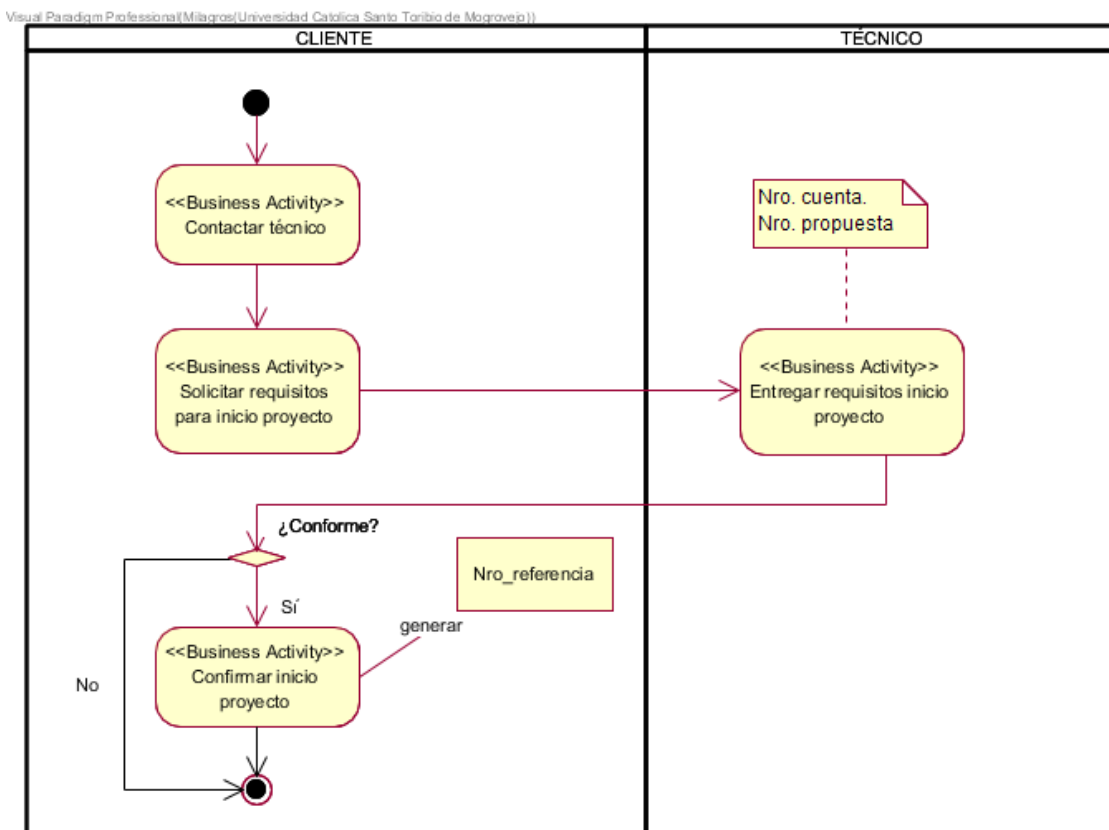 Visual Paradigm Professional(Milagros(Universidad Catolica Santo Toribio de Mogrovejo))
CLIENTE
TÉCNICO
<<Business Activity>>
Contactar técnico
Nro. cuenta.
Nro. propuesta
<<Business Activity>>
Solicitar requisitos
para inicio proyecto
<<Business Activity>>
Entregar requisitos inicio
proyecto
¿Conforme?
Nro_referencia
Sí
generar
<<Business Activity>>
Confirmar inicio
proyecto
No